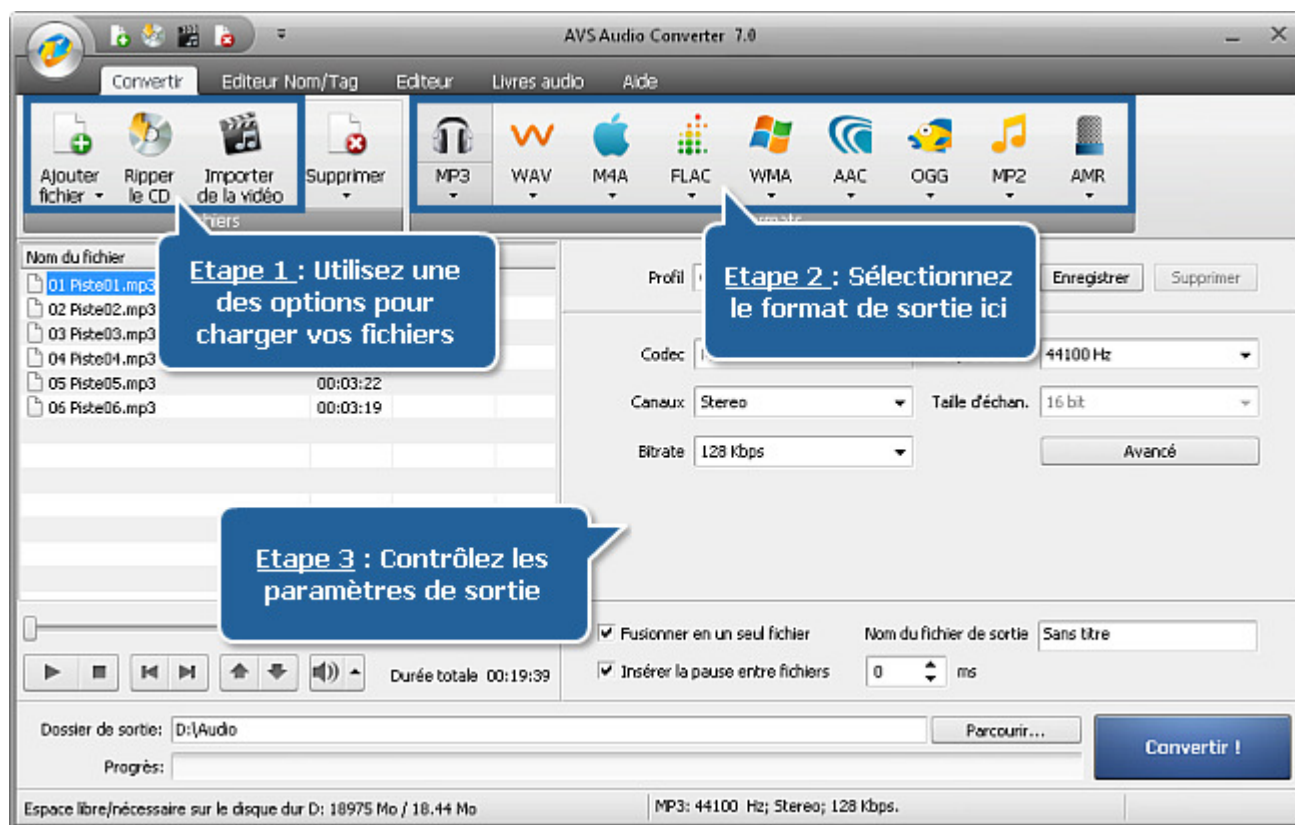 AVS Audio Converter 7.0
Convertir
Editeur Nom/Tag
Editeur
Livres audio
Aide
Ajouter
fichier
Ripper
le CD
Importer
de la vidéo
Supprimer
MP3
WAV
M4A
FLAC
WMA
AAC
OGG
MP2
AMR
Nom du fichier
01 Piste01.mp3
02 Piste02.mp3
03 Piste03.mp3
04 Piste04.mp3
05 Piste05.mp3 00:03:22
06 Piste06.mp3 00:03:19
Etape 1 : Utilisez une
des options pour
charger vos fichiers
Profil
Etape 2 : Sélectionnez
le format de sortie ici
Enregistrer
Supprimer
Codec
44100 Hz
Canaux Stereo
Taille d'échan. 16 bit
Bitrate 128 Kbps
Avancé
Etape 3 : Contrôlez les
paramètres de sortie
Durée totale 00:19:39
Fusionner en un seul fichier
Nom du fichier de sortie Sans titre
Insérer la pause entre fichiers 0 ms
Dossier de sortie: D:\Audio
Parcourir...
Convertir !
Progrès:
Espace libre/nécessaire sur le disque dur D: 18975 Mo / 18.44 Mo
MP3: 44100 Hz; Stereo; 128 Kbps.